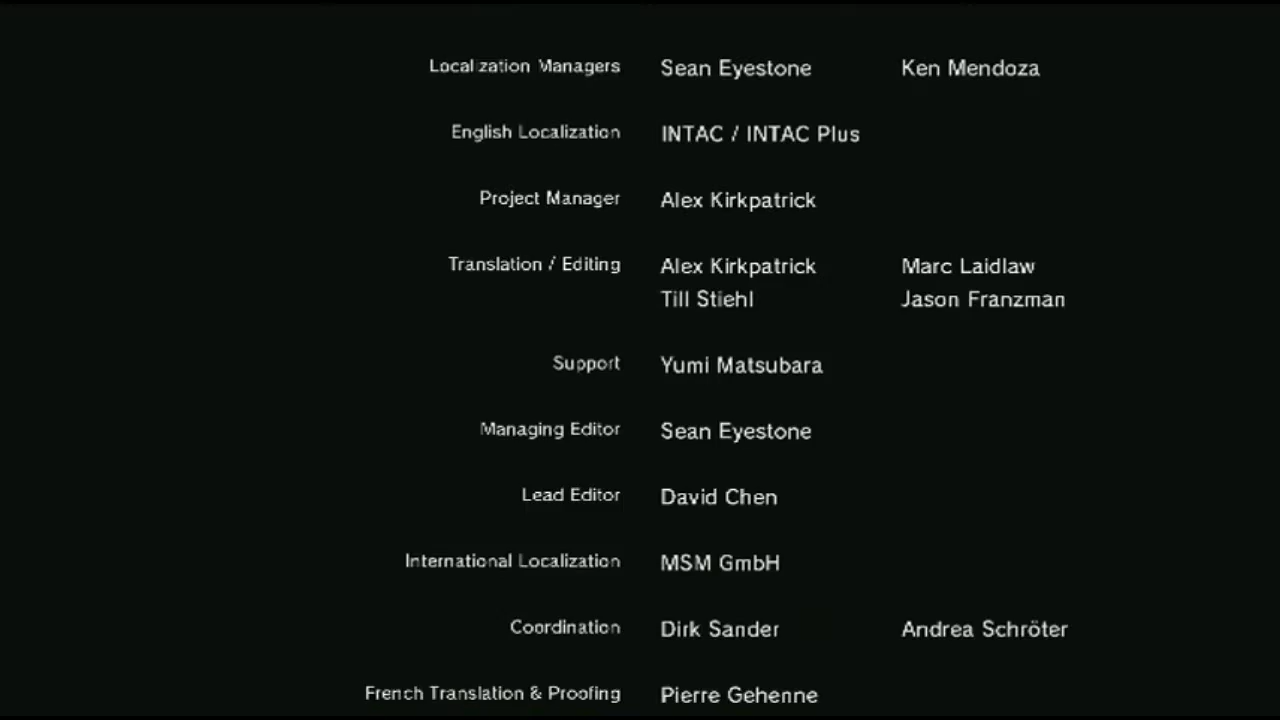 Localization Managers Sean Eyestone Ken Mendoza
English Localization INTAC / INTAC Plus
Project Manager Alex Kirkpatrick
Translation / Editing Alex Kirkpatrick Marc Laidlaw
Till Stiehl Jason Franzman
Support Yumi Matsubara
Managing Editor Sean Eyestone
Lead Editor David Chen
International Localization MSM GmbH
Coordination Dirk Sander Andrea Schröter
French Translation & Proofing Pierre Gehenne